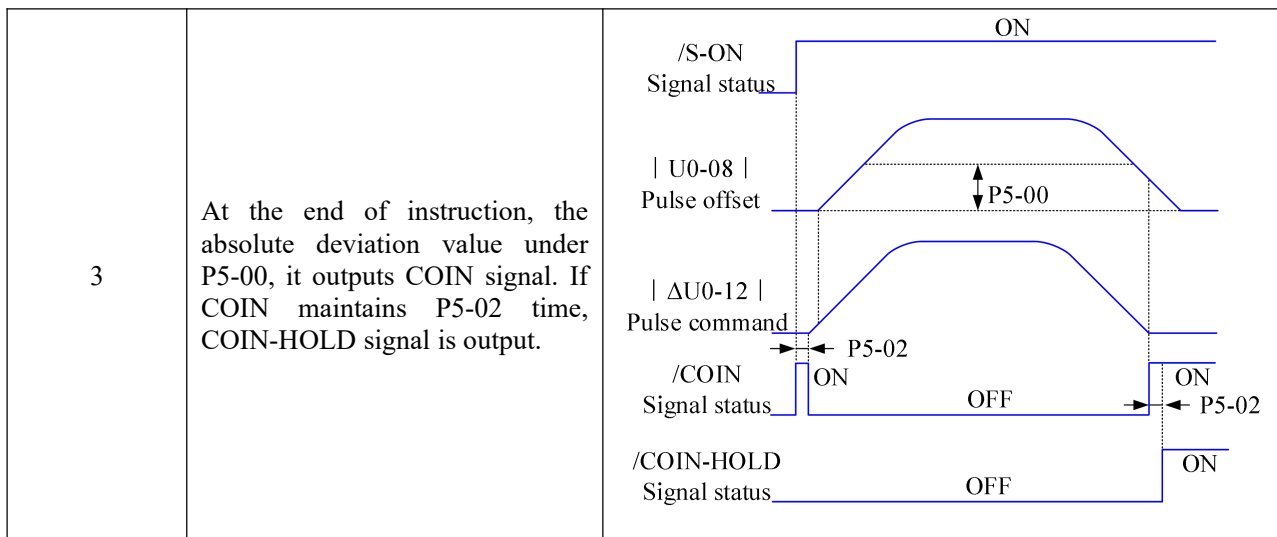 3
At the end of instruction, the
absolute deviation value under
P5-00, it outputs COIN signal. If
COIN maintains P5-02 time,
COIN-HOLD signal is output.
ON
/S-ON
Signal status
| U0-08 |
Pulse offset
P5-00
| ΔU0-12 |
Pulse command
P5-02
/COIN
Signal status
ON
OFF
ON
P5-02
/COIN-HOLD
Signal status
OFF
ON